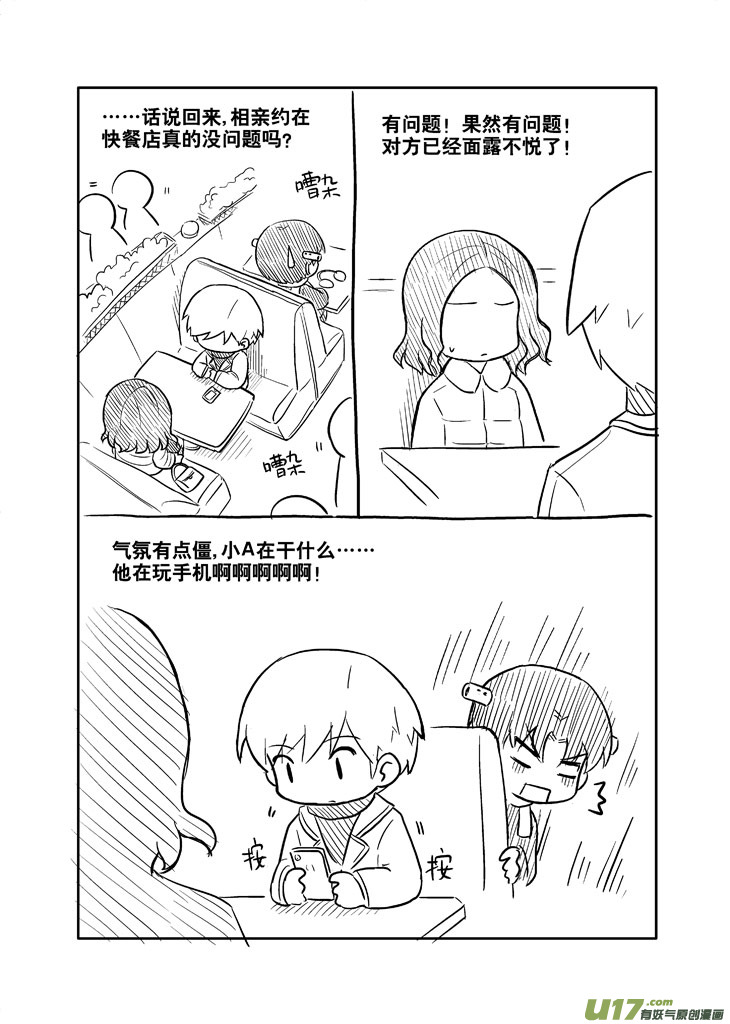 ……话说回来,相亲约在
快餐店真的没问题吗?
嘈杂
嘈杂
有问题! 果然有问题!
对方已经面露不悦了!
气氛有点僵,小A在干什么……
他在玩手机啊啊啊啊啊!
按
按
U17.com
有妖气原创漫画